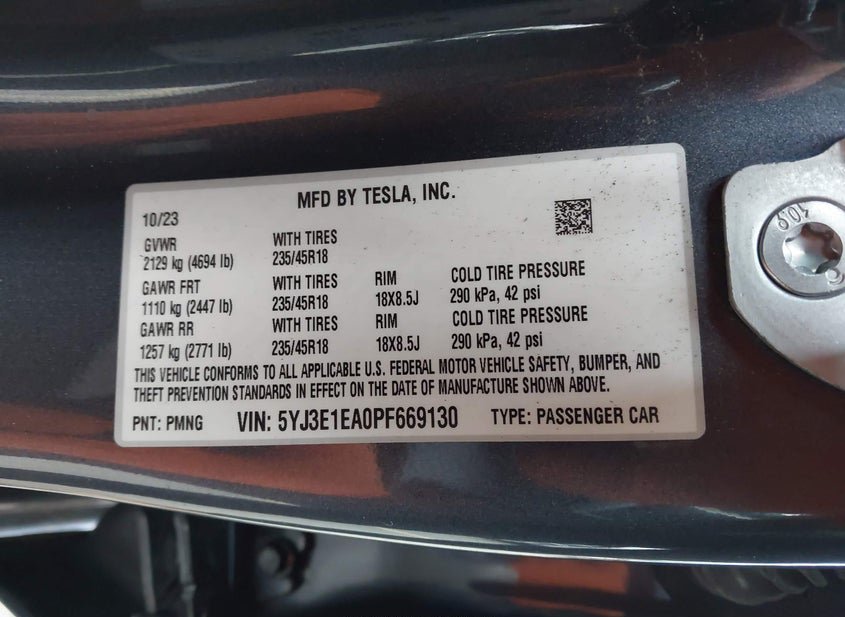 MFD BY TESLA, INC.
10/23
GVWR WITH TIRES
2129 kg (4694 lb) 235/45R18
GAWR FRT WITH TIRES RIM COLD TIRE PRESSURE
1110 kg (2447 lb) 235/45R18 18X8.5J 290 kPa, 42 psi
GAWR RR WITH TIRES RIM COLD TIRE PRESSURE
1257 kg (2771 lb) 235/45R18 18X8.5J 290 kPa, 42 psi
THIS VEHICLE CONFORMS TO ALL APPLICABLE U.S. FEDERAL MOTOR VEHICLE SAFETY, BUMPER, AND
THEFT PREVENTION STANDARDS IN EFFECT ON THE DATE OF MANUFACTURE SHOWN ABOVE.
PNT: PMNG VIN: 5YJ3E1EA0PF669130 TYPE: PASSENGER CAR
10.9